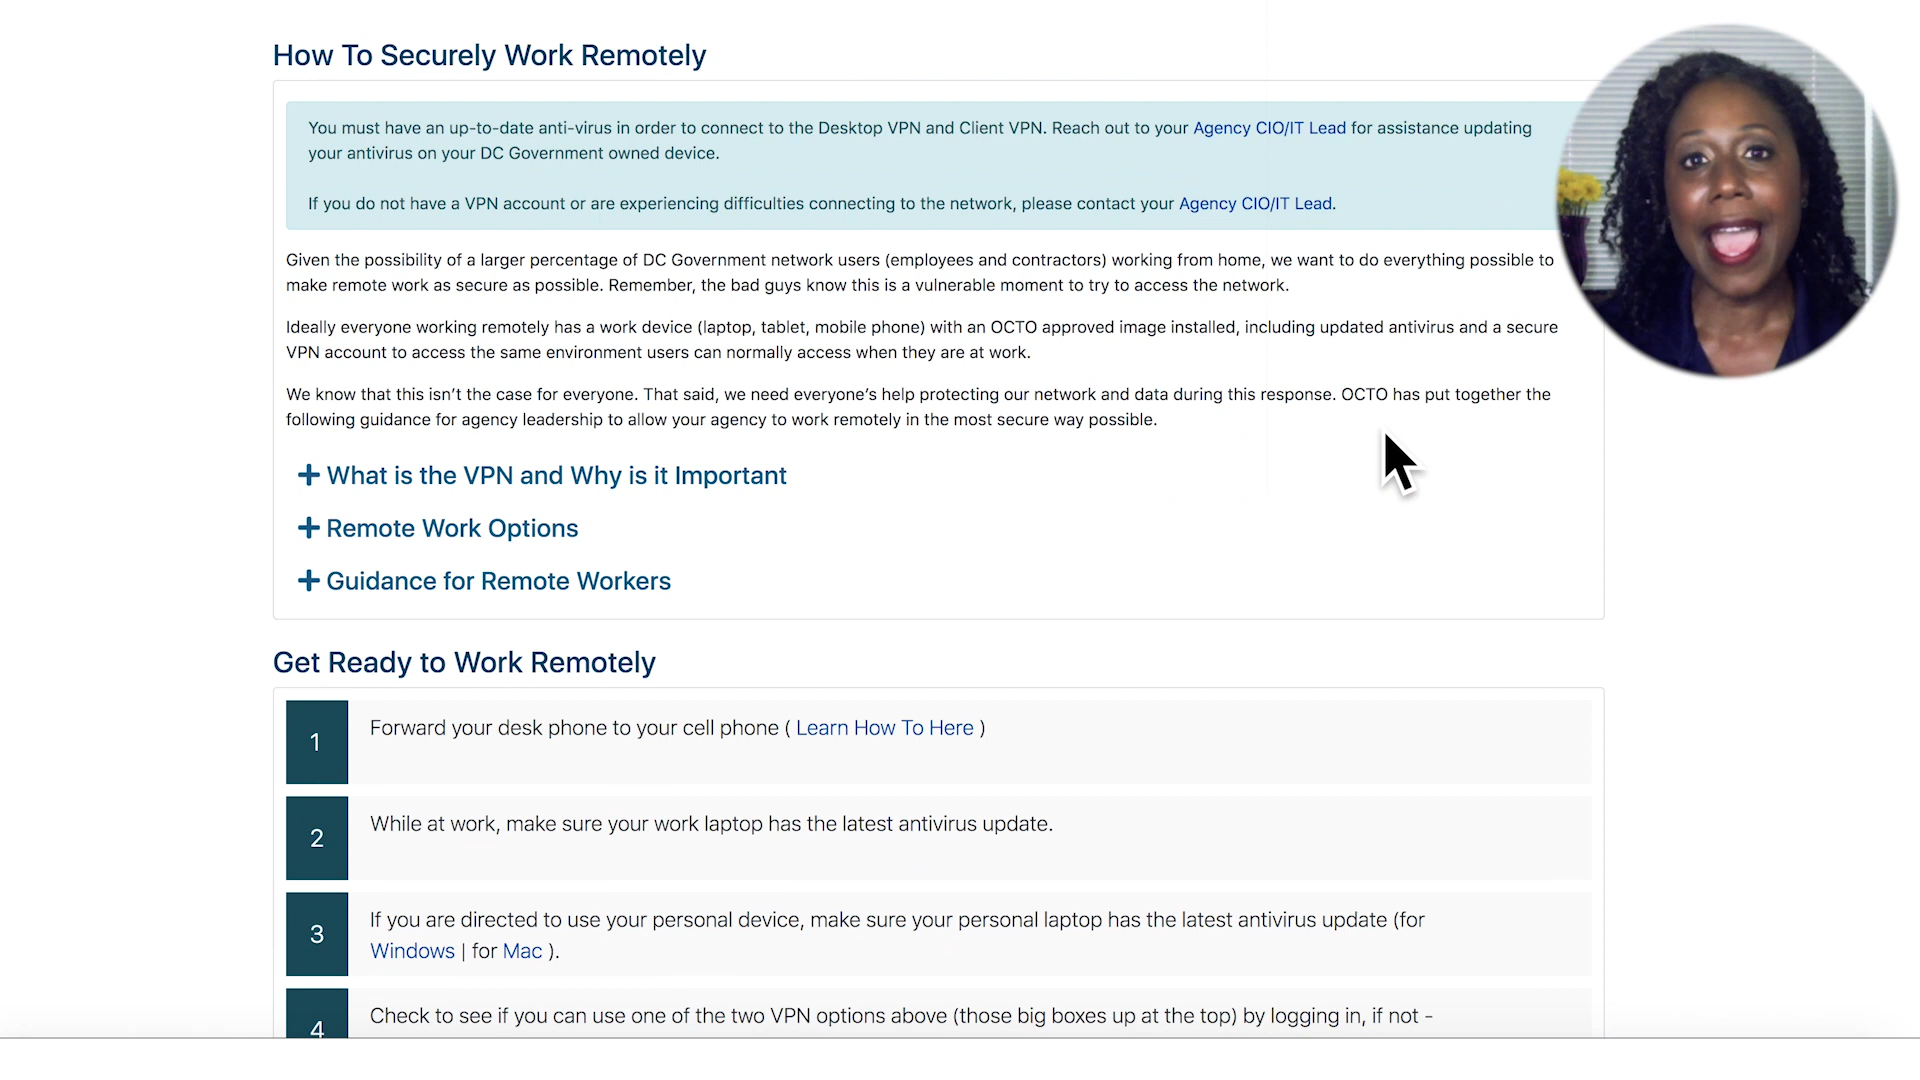 How To Securely Work Remotely
You must have an up-to-date anti-virus in order to connect to the Desktop VPN and Client VPN. Reach out to your Agency CIO/IT Lead for assistance updating
your antivirus on your DC Government owned device.
If you do not have a VPN account or are experiencing difficulties connecting to the network, please contact your Agency CIO/IT Lead.
Given the possibility of a larger percentage of DC Government network users (employees and contractors) working from home, we want to do everything possible to
make remote work as secure as possible. Remember, the bad guys know this is a vulnerable moment to try to access the network.
Ideally everyone working remotely has a work device (laptop, tablet, mobile phone) with an OCTO approved image installed, including updated antivirus and a secure
VPN account to access the same environment users can normally access when they are at work.
We know that this isn’t the case for everyone. That said, we need everyone’s help protecting our network and data during this response. OCTO has put together the
following guidance for agency leadership to allow your agency to work remotely in the most secure way possible.
+ What is the VPN and Why is it Important
+ Remote Work Options
+ Guidance for Remote Workers
Get Ready to Work Remotely
1 Forward your desk phone to your cell phone ( Learn How To Here )
2 While at work, make sure your work laptop has the latest antivirus update.
3 If you are directed to use your personal device, make sure your personal laptop has the latest antivirus update (for
Windows | for Mac ).
4 Check to see if you can use one of the two VPN options above (those big boxes up at the top) by logging in, if not -